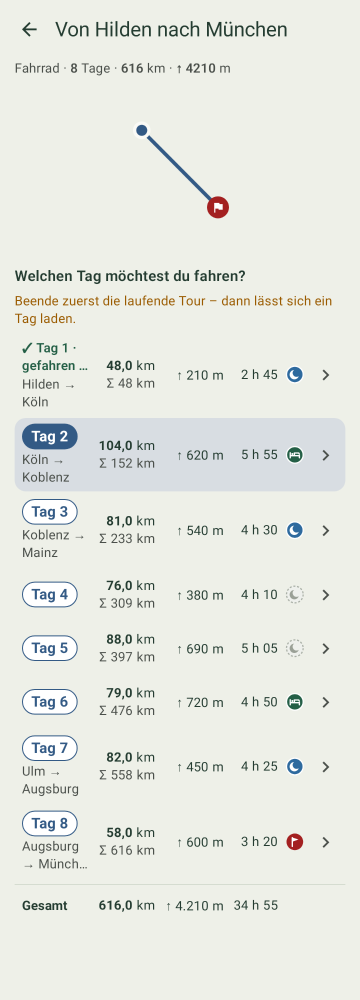 Von Hilden nach München
Fahrrad · 8 Tage · 616 km · ↑ 4210 m
Welchen Tag möchtest du fahren?
Beende zuerst die laufende Tour – dann lässt sich ein
Tag laden.
✓ Tag 1 ·
gefahren …
Hilden →
Köln
48,0 km
Σ 48 km
↑ 210 m
2 h 45
Tag 2
Köln →
Koblenz
104,0 km
Σ 152 km
↑ 620 m
5 h 55
Tag 3
Koblenz →
Mainz
81,0 km
Σ 233 km
↑ 540 m
4 h 30
Tag 4
76,0 km
Σ 309 km
↑ 380 m
4 h 10
Tag 5
88,0 km
Σ 397 km
↑ 690 m
5 h 05
Tag 6
79,0 km
Σ 476 km
↑ 720 m
4 h 50
Tag 7
Ulm →
Augsburg
82,0 km
Σ 558 km
↑ 450 m
4 h 25
Tag 8
Augsburg
→ Münch…
58,0 km
Σ 616 km
↑ 600 m
3 h 20
Gesamt 616,0 km ↑ 4.210 m 34 h 55